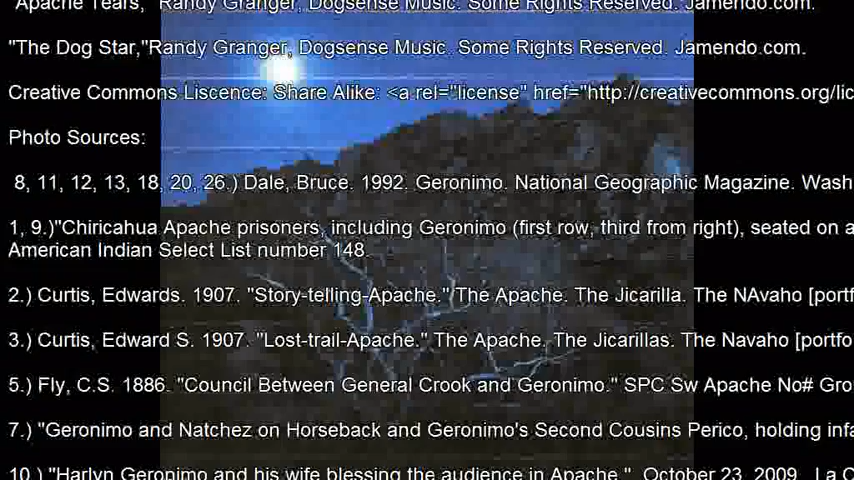 "Apache Tears," Randy Granger, Dogsense Music. Some Rights Reserved. Jamendo.com.
"The Dog Star,"Randy Granger, Dogsense Music. Some Rights Reserved. Jamendo.com.
Creative Commons Liscence: Share Alike: <a rel="license" href="http://creativecommons.org/lic
Photo Sources:
8, 11, 12, 13, 18, 20, 26.) Dale, Bruce. 1992. Geronimo. National Geographic Magazine. Wash
1, 9.)"Chiricahua Apache prisoners, including Geronimo (first row, third from right), seated on a
American Indian Select List number 148.
2.) Curtis, Edwards. 1907. "Story-telling-Apache." The Apache. The Jicarilla. The NAvaho [portf
3.) Curtis, Edward S. 1907. "Lost-trail-Apache." The Apache. The Jicarillas. The Navaho [portfo
5.) Fly, C.S. 1886. "Council Between General Crook and Geronimo." SPC Sw Apache No# Gro
7.) "Geronimo and Natchez on Horseback and Geronimo's Second Cousins Perico, holding infa
10.) "Harlyn Geronimo and his wife blessing the audience in Apache." October 23, 2009. La C